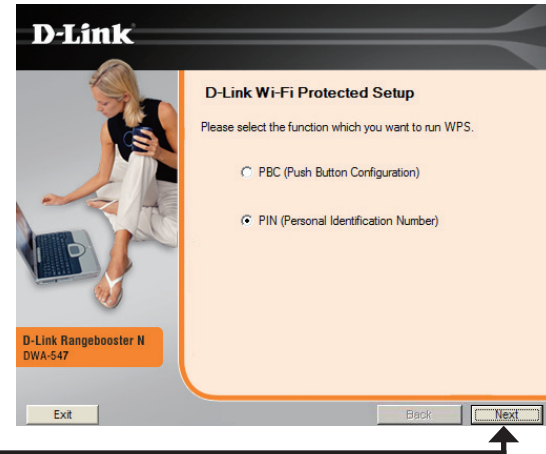 D-Link
D-Link Wi-Fi Protected Setup
Please select the function which you want to run WPS.
PBC (Push Button Configuration)
PIN (Personal Identification Number)
D-Link Rangebooster N
DWA-547
Exit
Back
Next